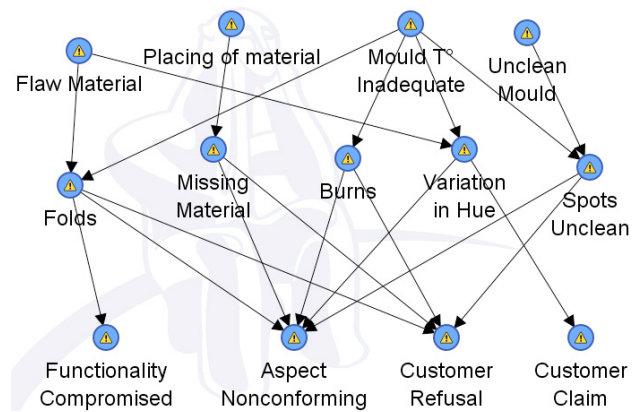 Flaw Material
Placing of material
Mould T°
Inadequate
Unclean
Mould
Folds
Missing
Material
Burns
Variation
in Hue
Spots
Unclean
Functionality
Compromised
Aspect
Nonconforming
Customer
Refusal
Customer
Claim